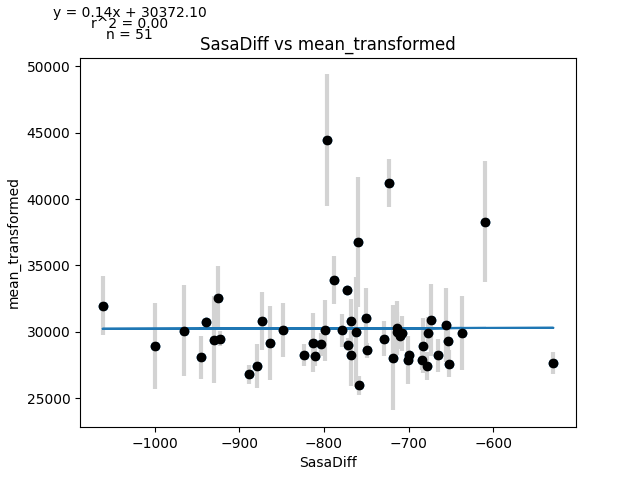 y = 0.14x + 30372.10
r^2 = 0.00
n = 51
SasaDiff vs mean_transformed
50000
45000
40000
35000
30000
25000
mean_transformed
−1000
−900
−800
−700
−600
SasaDiff